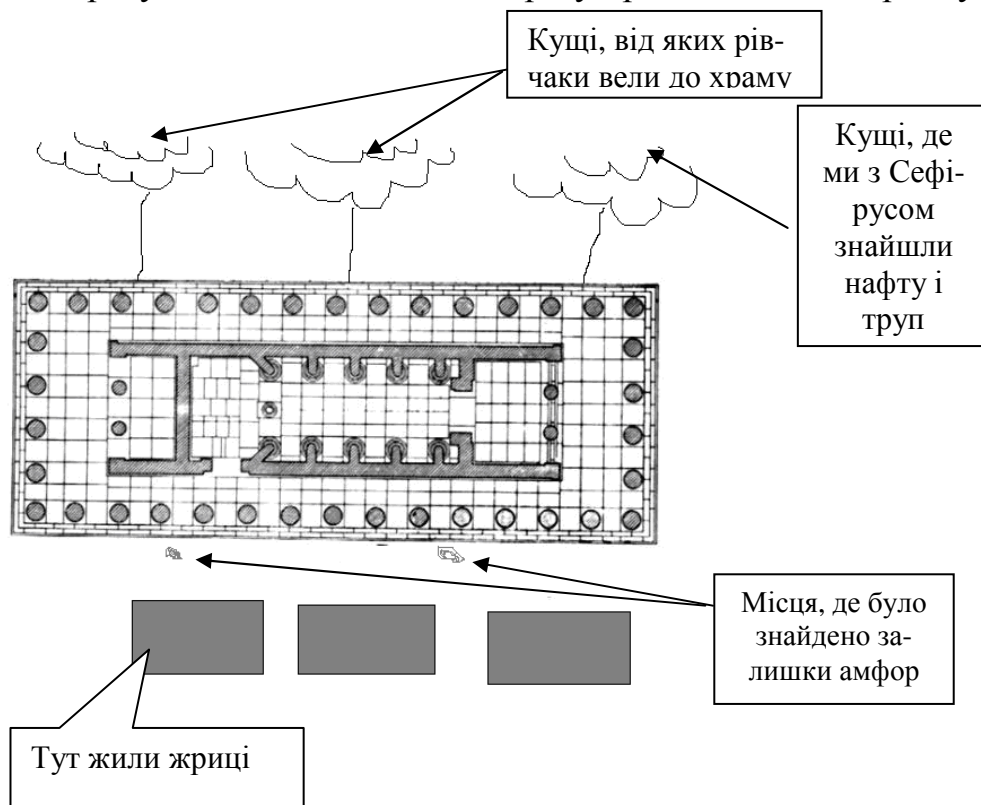 Кущі, від яких рів-
чаки вели до храму
Кущі, де
ми з Сефі-
русом
знайшли
нафту і
труп
Місця, де було
знайдено за-
лишки амфор
Тут жили жриці